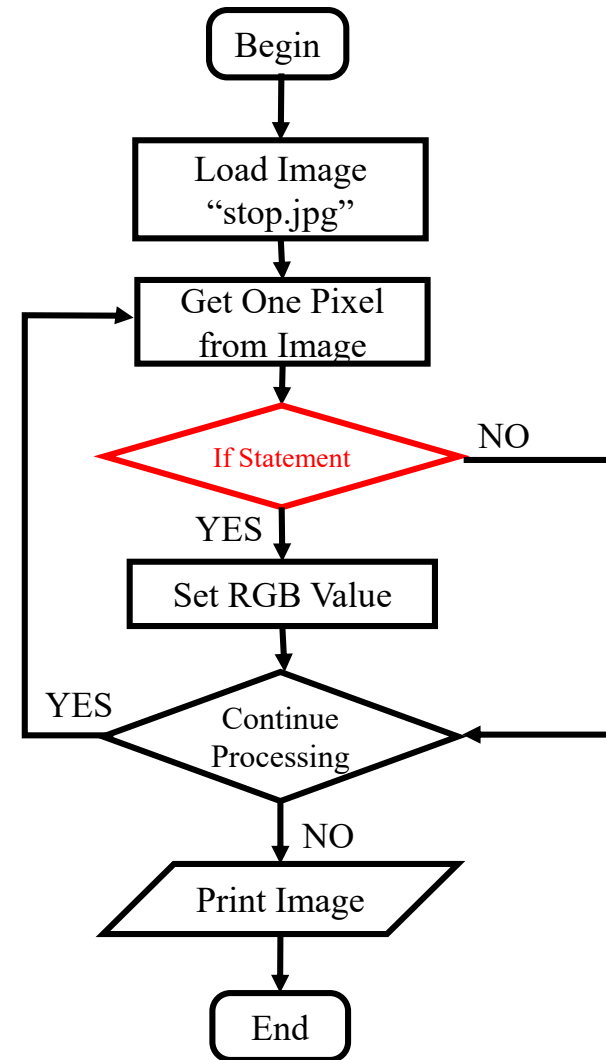 Begin
Load Image
“stop.jpg”
Get One Pixel
from Image
If Statement
NO
YES
Set RGB Value
YES
Continue
Processing
NO
Print Image
End